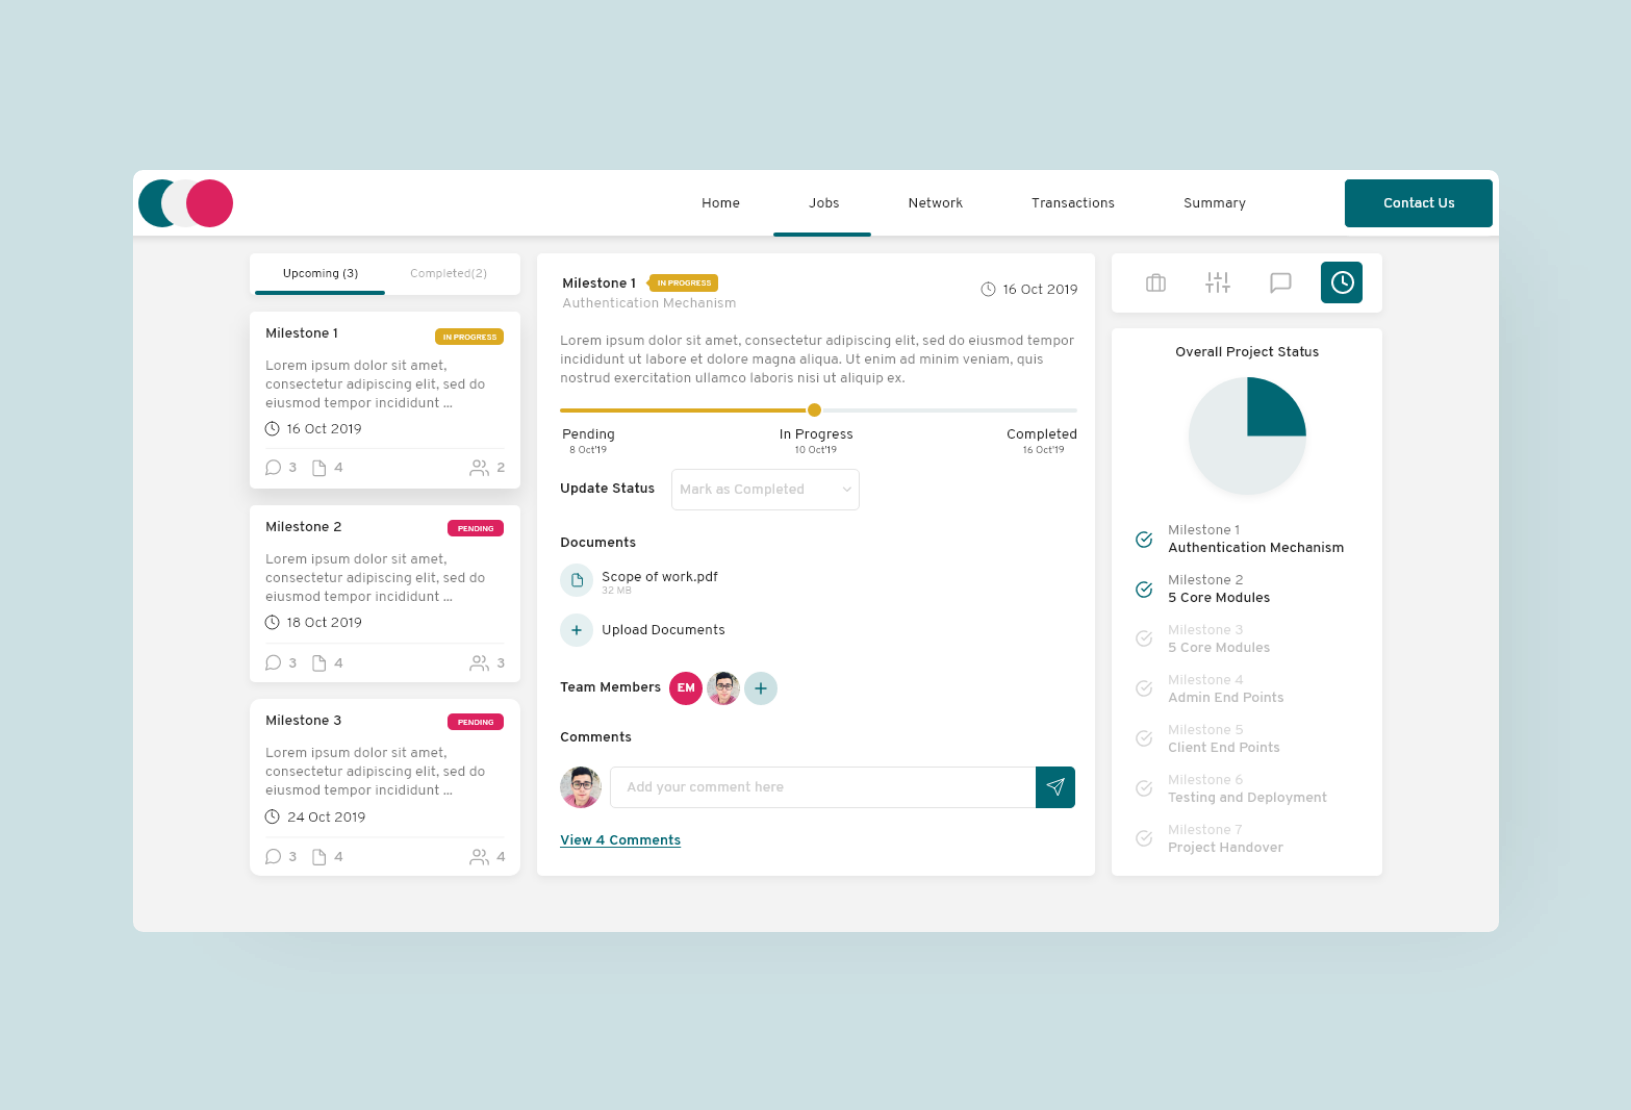 Home
Jobs
Network
Transactions
Summary
Contact Us
Upcoming (3)
Completed(2)
Milestone 1
IN PROGRESS
Lorem ipsum dolor sit amet,
consectetur adipiscing elit, sed do
eiusmod tempor incididunt ...
16 Oct 2019
3
4
2
Milestone 2
PENDING
Lorem ipsum dolor sit amet,
consectetur adipiscing elit, sed do
eiusmod tempor incididunt ...
18 Oct 2019
3
4
3
Milestone 3
PENDING
Lorem ipsum dolor sit amet,
consectetur adipiscing elit, sed do
eiusmod tempor incididunt ...
24 Oct 2019
3
4
4
Milestone 1
IN PROGRESS
Authentication Mechanism
16 Oct 2019
Lorem ipsum dolor sit amet, consectetur adipiscing elit, sed do eiusmod tempor
incididunt ut labore et dolore magna aliqua. Ut enim ad minim veniam, quis
nostrud exercitation ullamco laboris nisi ut aliquip ex.
Pending
8 Oct'19
In Progress
10 Oct'19
Completed
16 Oct'19
Update Status
Mark as Completed
Documents
Scope of work.pdf
32 MB
Upload Documents
Team Members
EM
Comments
Add your comment here
View 4 Comments
Overall Project Status
Milestone 1
Authentication Mechanism
Milestone 2
5 Core Modules
Milestone 3
5 Core Modules
Milestone 4
Admin End Points
Milestone 5
Client End Points
Milestone 6
Testing and Deployment
Milestone 7
Project Handover